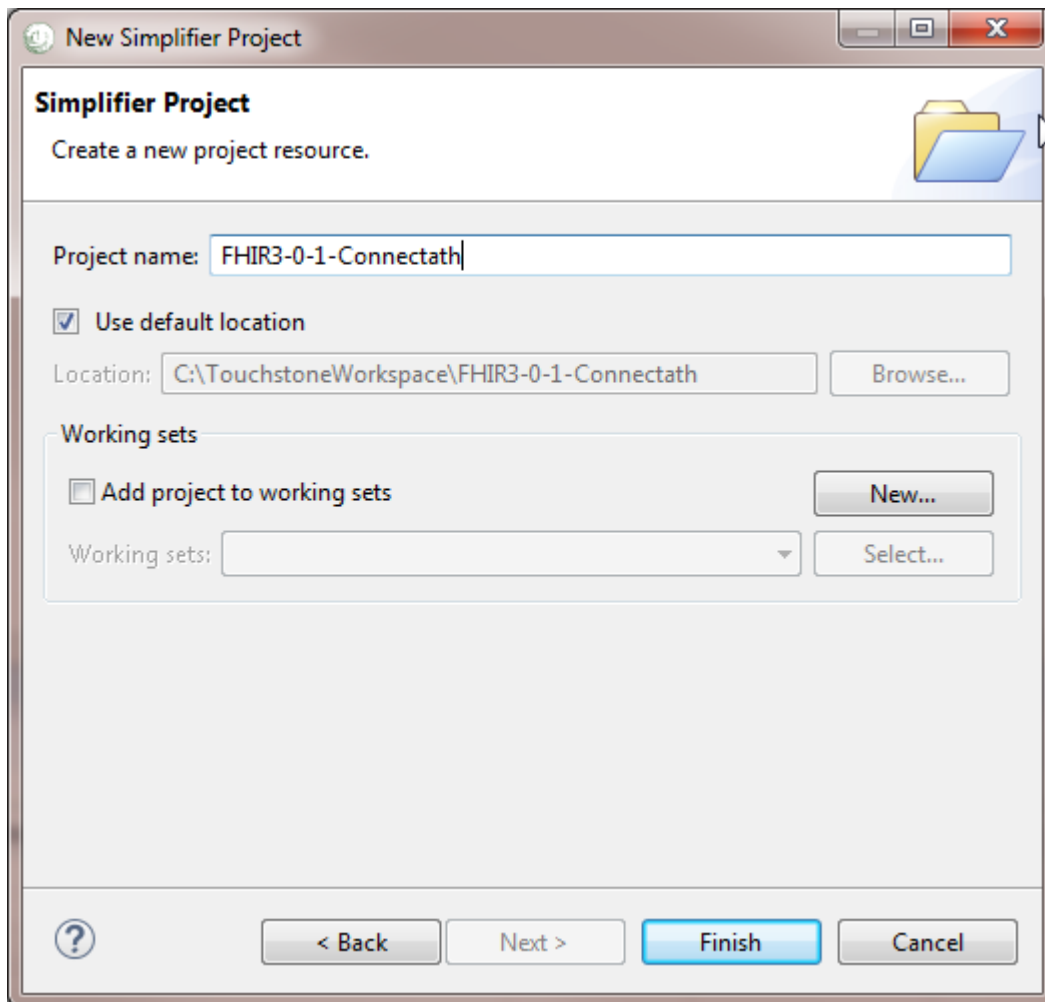 New Simplifier Project
Simplifier Project
Create a new project resource.
Project name: FHIR3-0-1-Connectath
Use default location
Location: C:\TouchstoneWorkspace\FHIR3-0-1-Connectath Browse...
Working sets
Add project to working sets New...
Working sets: Select...
? < Back Next > Finish Cancel